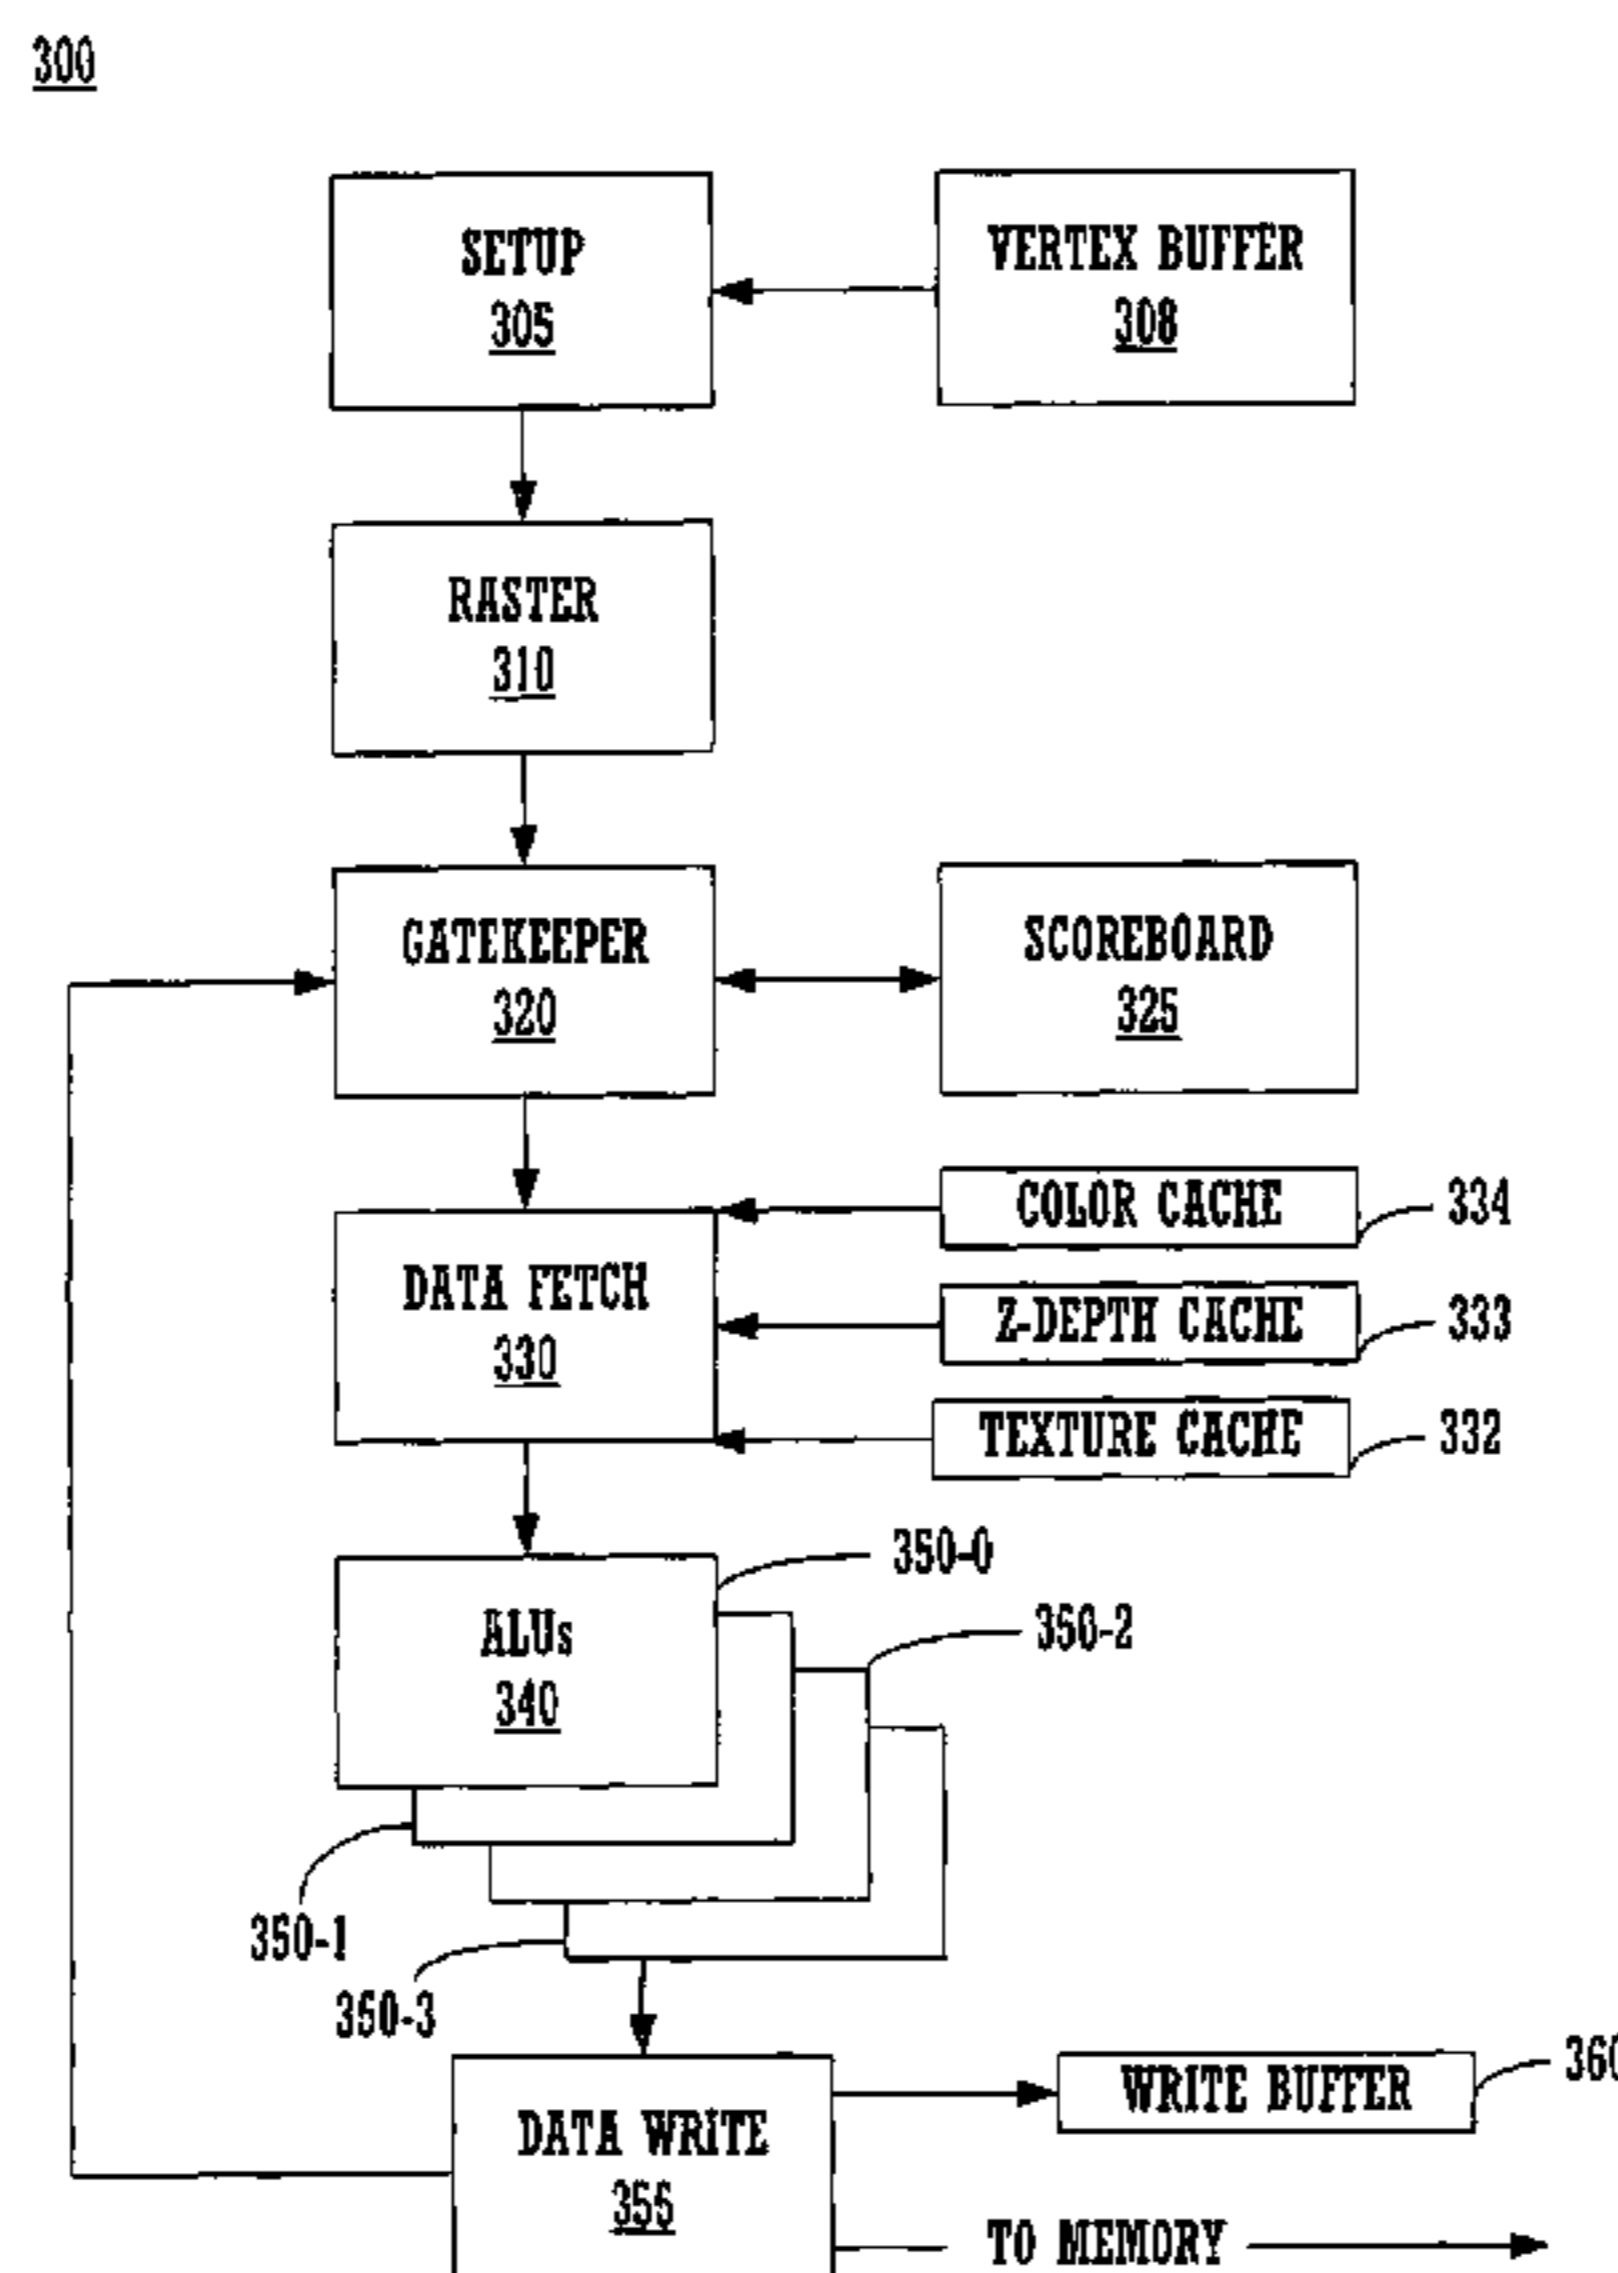 300
SETUP
305
VERTEX BUFFER
308
RASTER
310
GATEKEEPER
320
SCOREBOARD
325
COLOR CACHE
334
DATA FETCH
330
Z-DEPTH CACHE
333
TEXTURE CACHE
332
350-0
ALUs
340
350-2
350-1
350-3
WRITE BUFFER
360
DATA WRITE
355
TO MEMORY